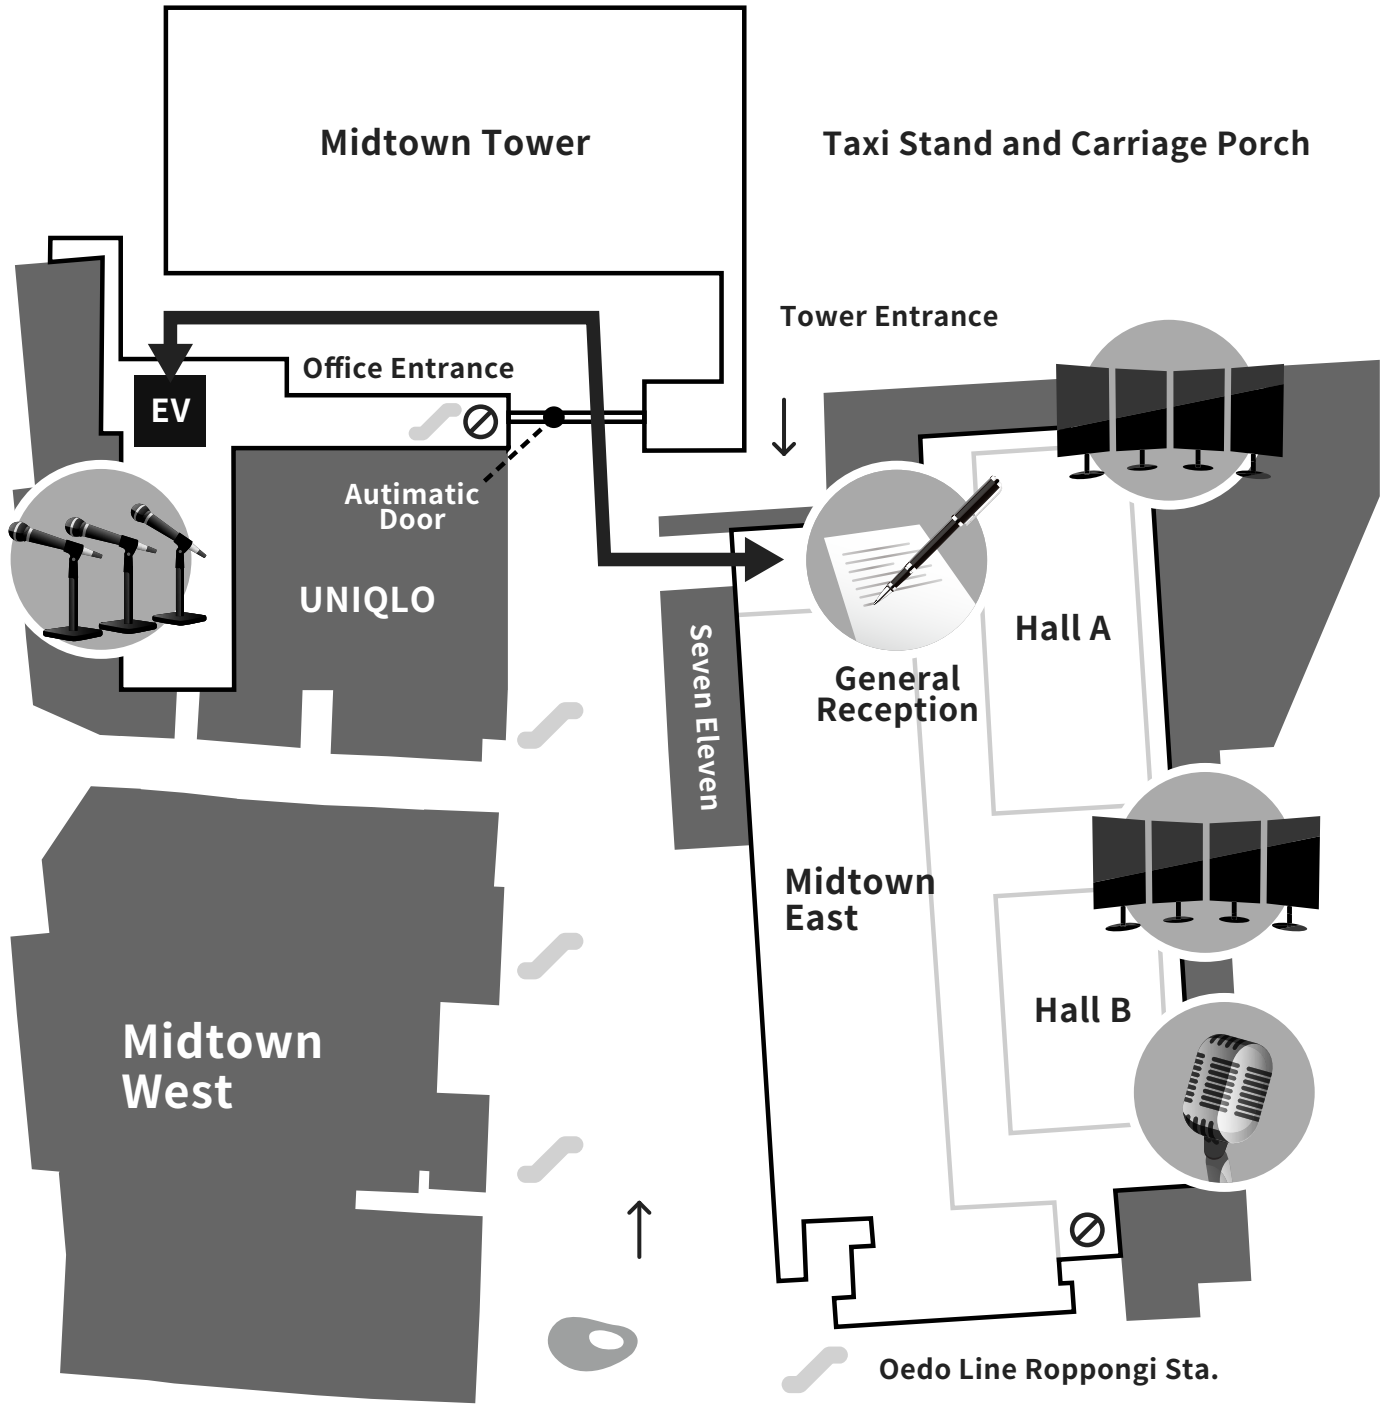 Midtown Tower
Taxi Stand and Carriage Porch
Tower Entrance
Office Entrance
EV
Autimatic
Door
UNIQLO
Seven Eleven
General
Reception
Hall A
Midtown
East
Hall B
Midtown
West
Oedo Line Roppongi Sta.